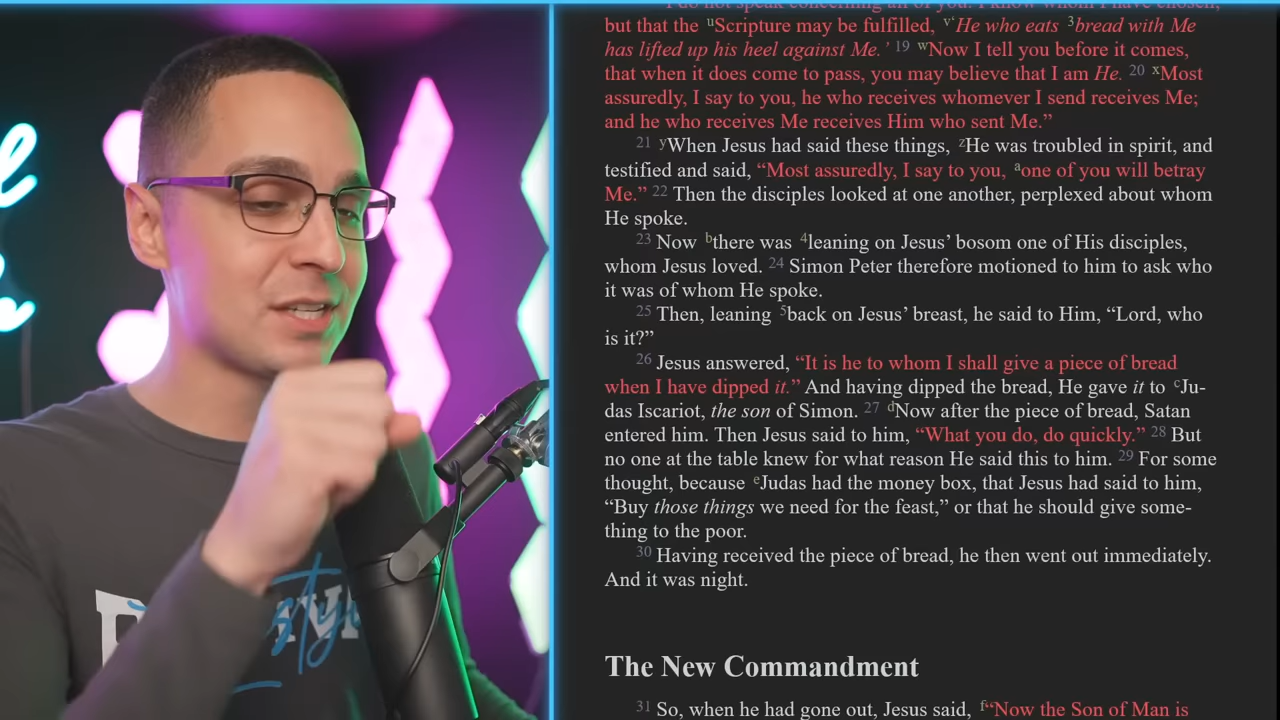 I do not speak concerning all of you. I know whom I have chosen,
but that the uScripture may be fulfilled, v‘He who eats 3bread with Me
has lifted up his heel against Me.’ 19 wNow I tell you before it comes,
that when it does come to pass, you may believe that I am He. 20 xMost
assuredly, I say to you, he who receives whomever I send receives Me;
and he who receives Me receives Him who sent Me.”
21 yWhen Jesus had said these things, zHe was troubled in spirit, and
testified and said, “Most assuredly, I say to you, aone of you will betray
Me.” 22 Then the disciples looked at one another, perplexed about whom
He spoke.
23 Now bthere was 4leaning on Jesus’ bosom one of His disciples,
whom Jesus loved. 24 Simon Peter therefore motioned to him to ask who
it was of whom He spoke.
25 Then, leaning 5back on Jesus’ breast, he said to Him, “Lord, who
is it?”
26 Jesus answered, “It is he to whom I shall give a piece of bread
when I have dipped it.” And having dipped the bread, He gave it to cJu-
das Iscariot, the son of Simon. 27 dNow after the piece of bread, Satan
entered him. Then Jesus said to him, “What you do, do quickly.” 28 But
no one at the table knew for what reason He said this to him. 29 For some
thought, because eJudas had the money box, that Jesus had said to him,
“Buy those things we need for the feast,” or that he should give some-
thing to the poor.
30 Having received the piece of bread, he then went out immediately.
And it was night.
The New Commandment
31 So, when he had gone out, Jesus said, f“Now the Son of Man is